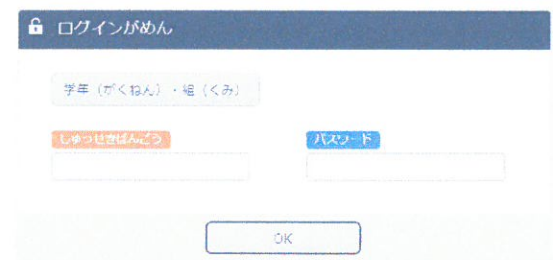 ログインがめん
学年（がくねん）・組（くみ）
しゅっせきばんごう
パスワード
OK